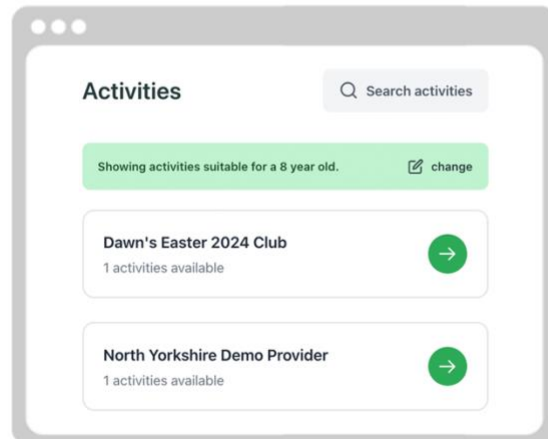 Activities
Search activities
Showing activities suitable for a 8 year old.
change
Dawn's Easter 2024 Club
1 activities available
North Yorkshire Demo Provider
1 activities available